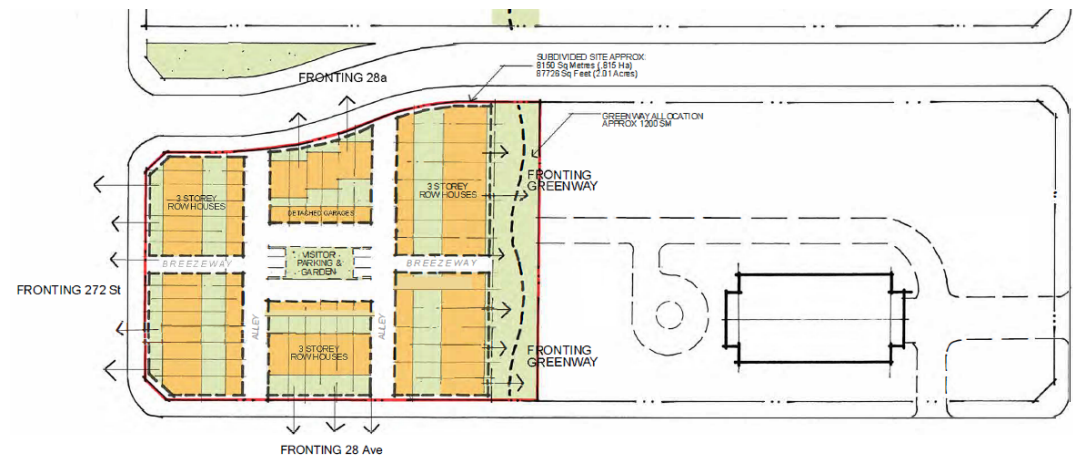 SUBDIVIDED SITE APPROX.
8150 Sq Metres (.815 Ha)
87726 Sq Feet (2.01 Acres)
FRONTING 28a
GREENWAY ALLOCATION
APPROX 1200 SM
FRONTING
GREENWAY
3 STOREY
ROW HOUSES
3 STOREY
ROW HOUSES
DETACHED GARAGES
VISITOR
PARKING &
GARDEN
BREEZEWAY
BREEZEWAY
FRONTING 272 St
ALLEY
ALLEY
3 STOREY
ROW HOUSES
FRONTING
GREENWAY
FRONTING 28 Ave